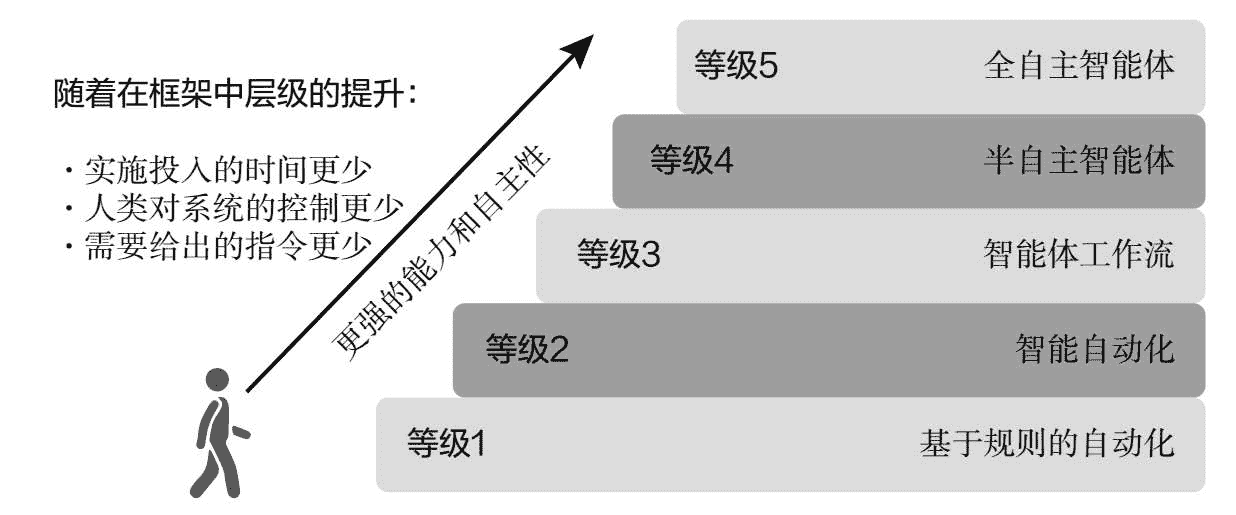 随着在框架中层级的提升：
·实施投入的时间更少
·人类对系统的控制更少
·需要给出的指令更少
更强的能力和自主性
等级5 全自主智能体
等级4 半自主智能体
等级3 智能体工作流
等级2 智能自动化
等级1 基于规则的自动化